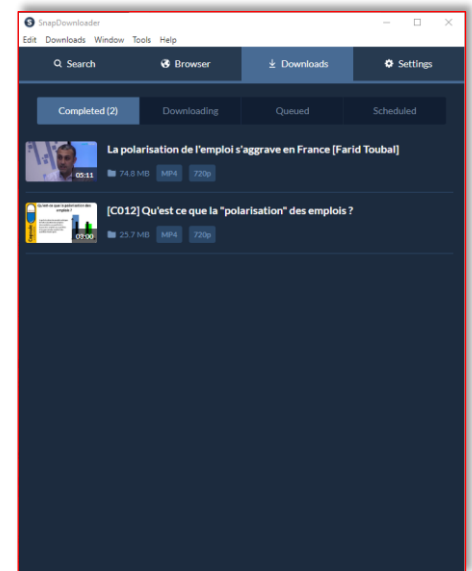 SnapDownloader
Edit Downloads Window Tools Help
Search Browser Downloads Settings
Completed (2) Downloading Queued Scheduled
La polarisation de l'emploi s'aggrave en France [Farid Toubal]
05:11
74.8 MB MP4 720p
[C012] Qu'est ce que la "polarisation" des emplois ?
03:00
25.7 MB MP4 720p